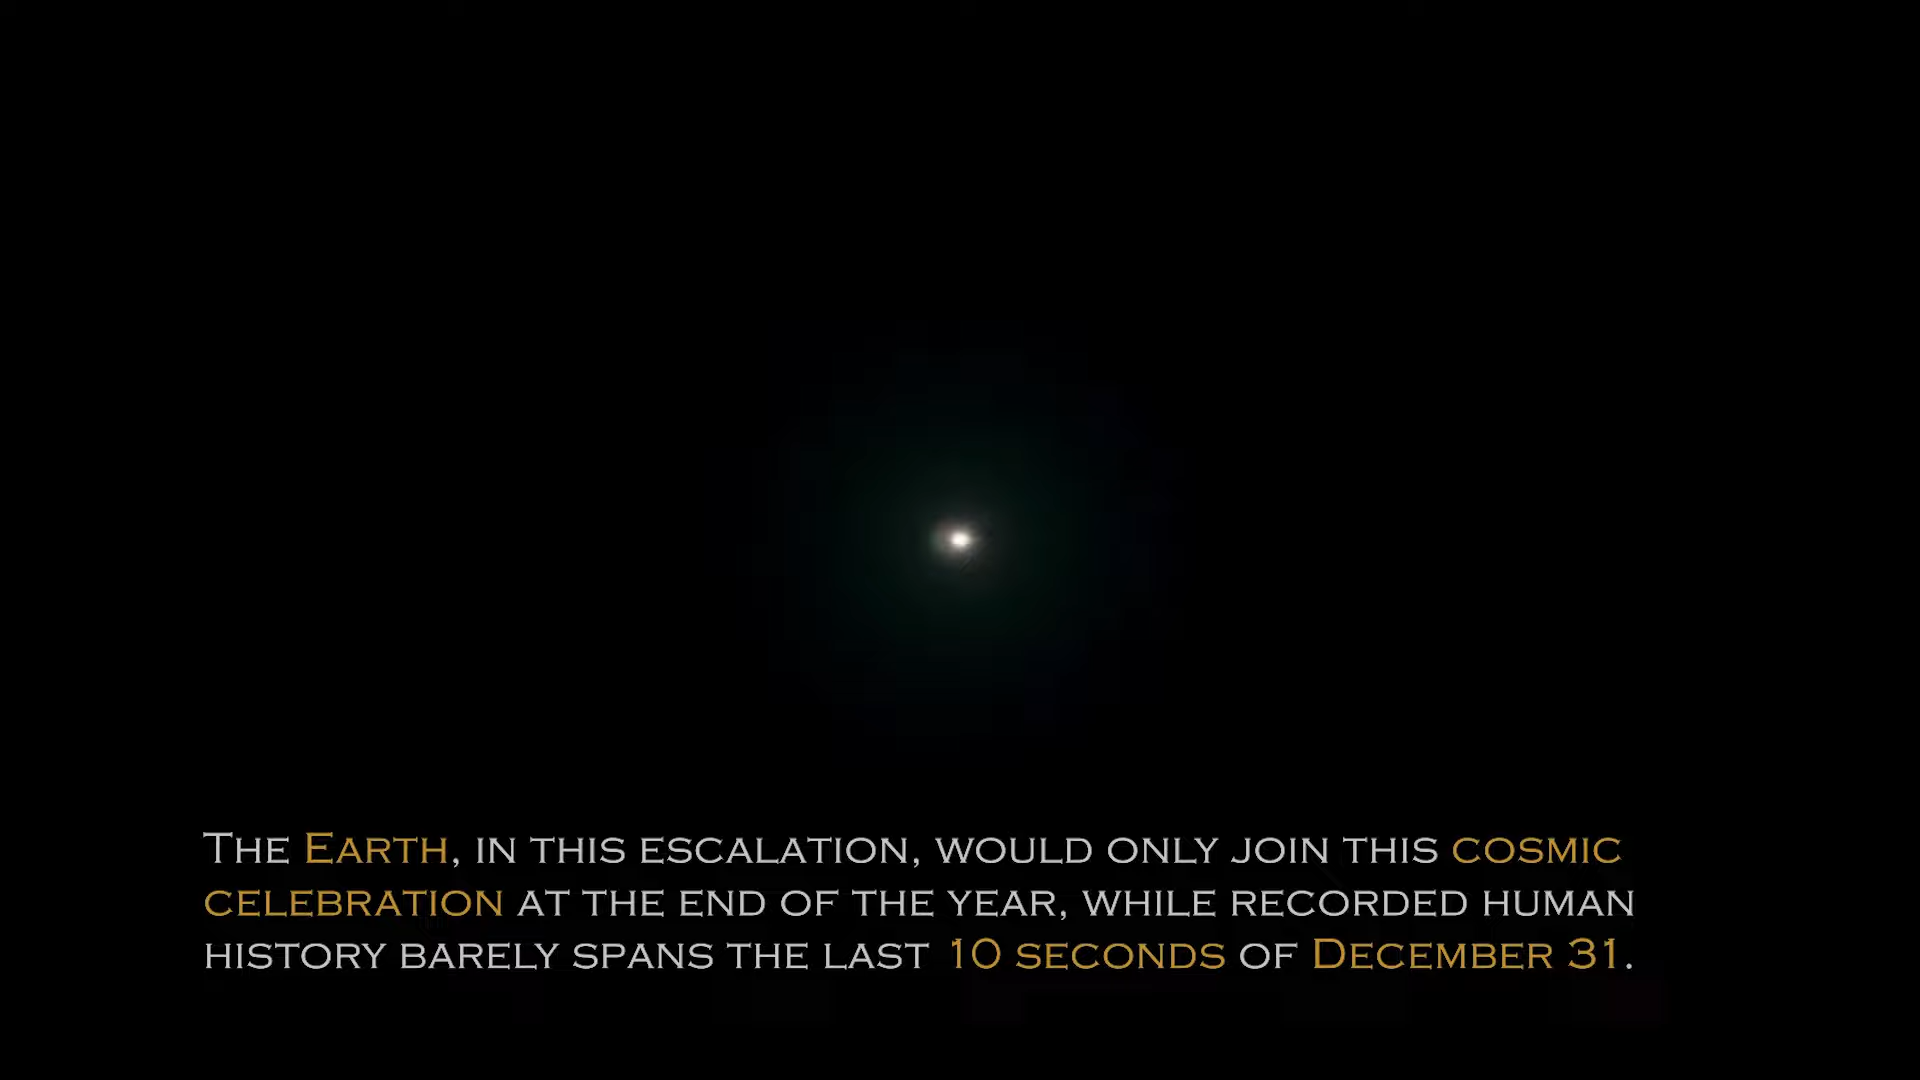 The Earth, in this escalation, would only join this cosmic
celebration at the end of the year, while recorded human
history barely spans the last 10 seconds of December 31.